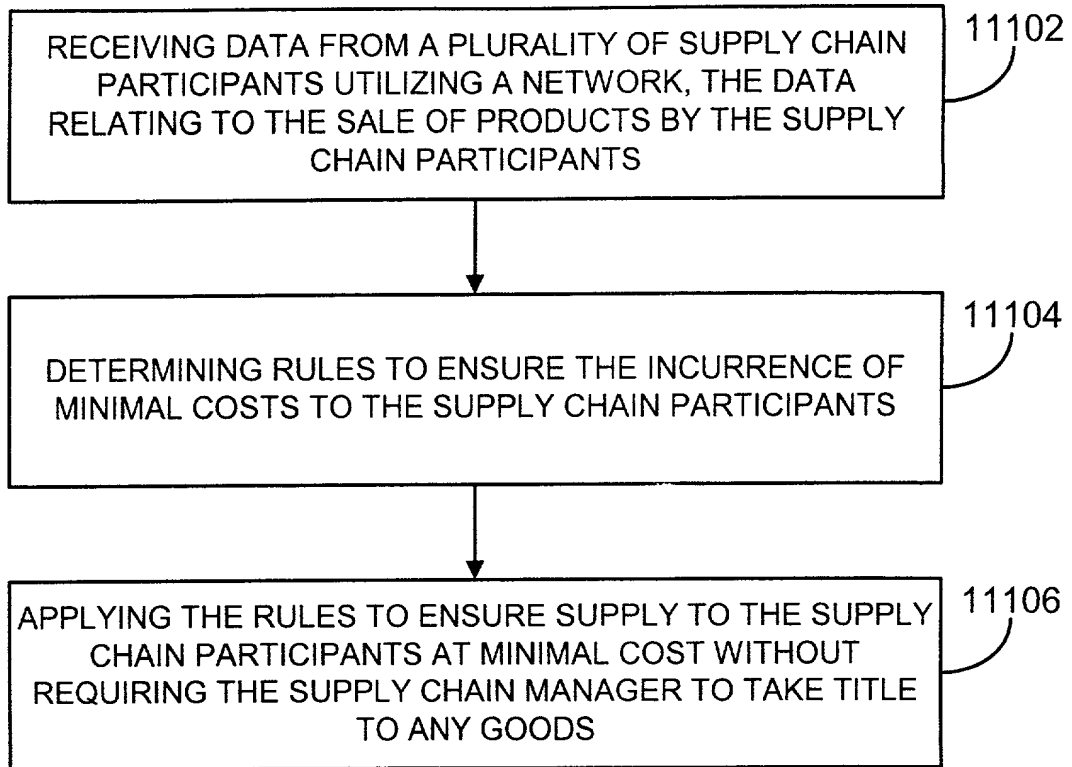 RECEIVING DATA FROM A PLURALITY OF SUPPLY CHAIN
PARTICIPANTS UTILIZING A NETWORK, THE DATA
RELATING TO THE SALE OF PRODUCTS BY THE SUPPLY
CHAIN PARTICIPANTS
11102
DETERMINING RULES TO ENSURE THE INCURRENCE OF
MINIMAL COSTS TO THE SUPPLY CHAIN PARTICIPANTS
11104
APPLYING THE RULES TO ENSURE SUPPLY TO THE SUPPLY
CHAIN PARTICIPANTS AT MINIMAL COST WITHOUT
REQUIRING THE SUPPLY CHAIN MANAGER TO TAKE TITLE
TO ANY GOODS
11106